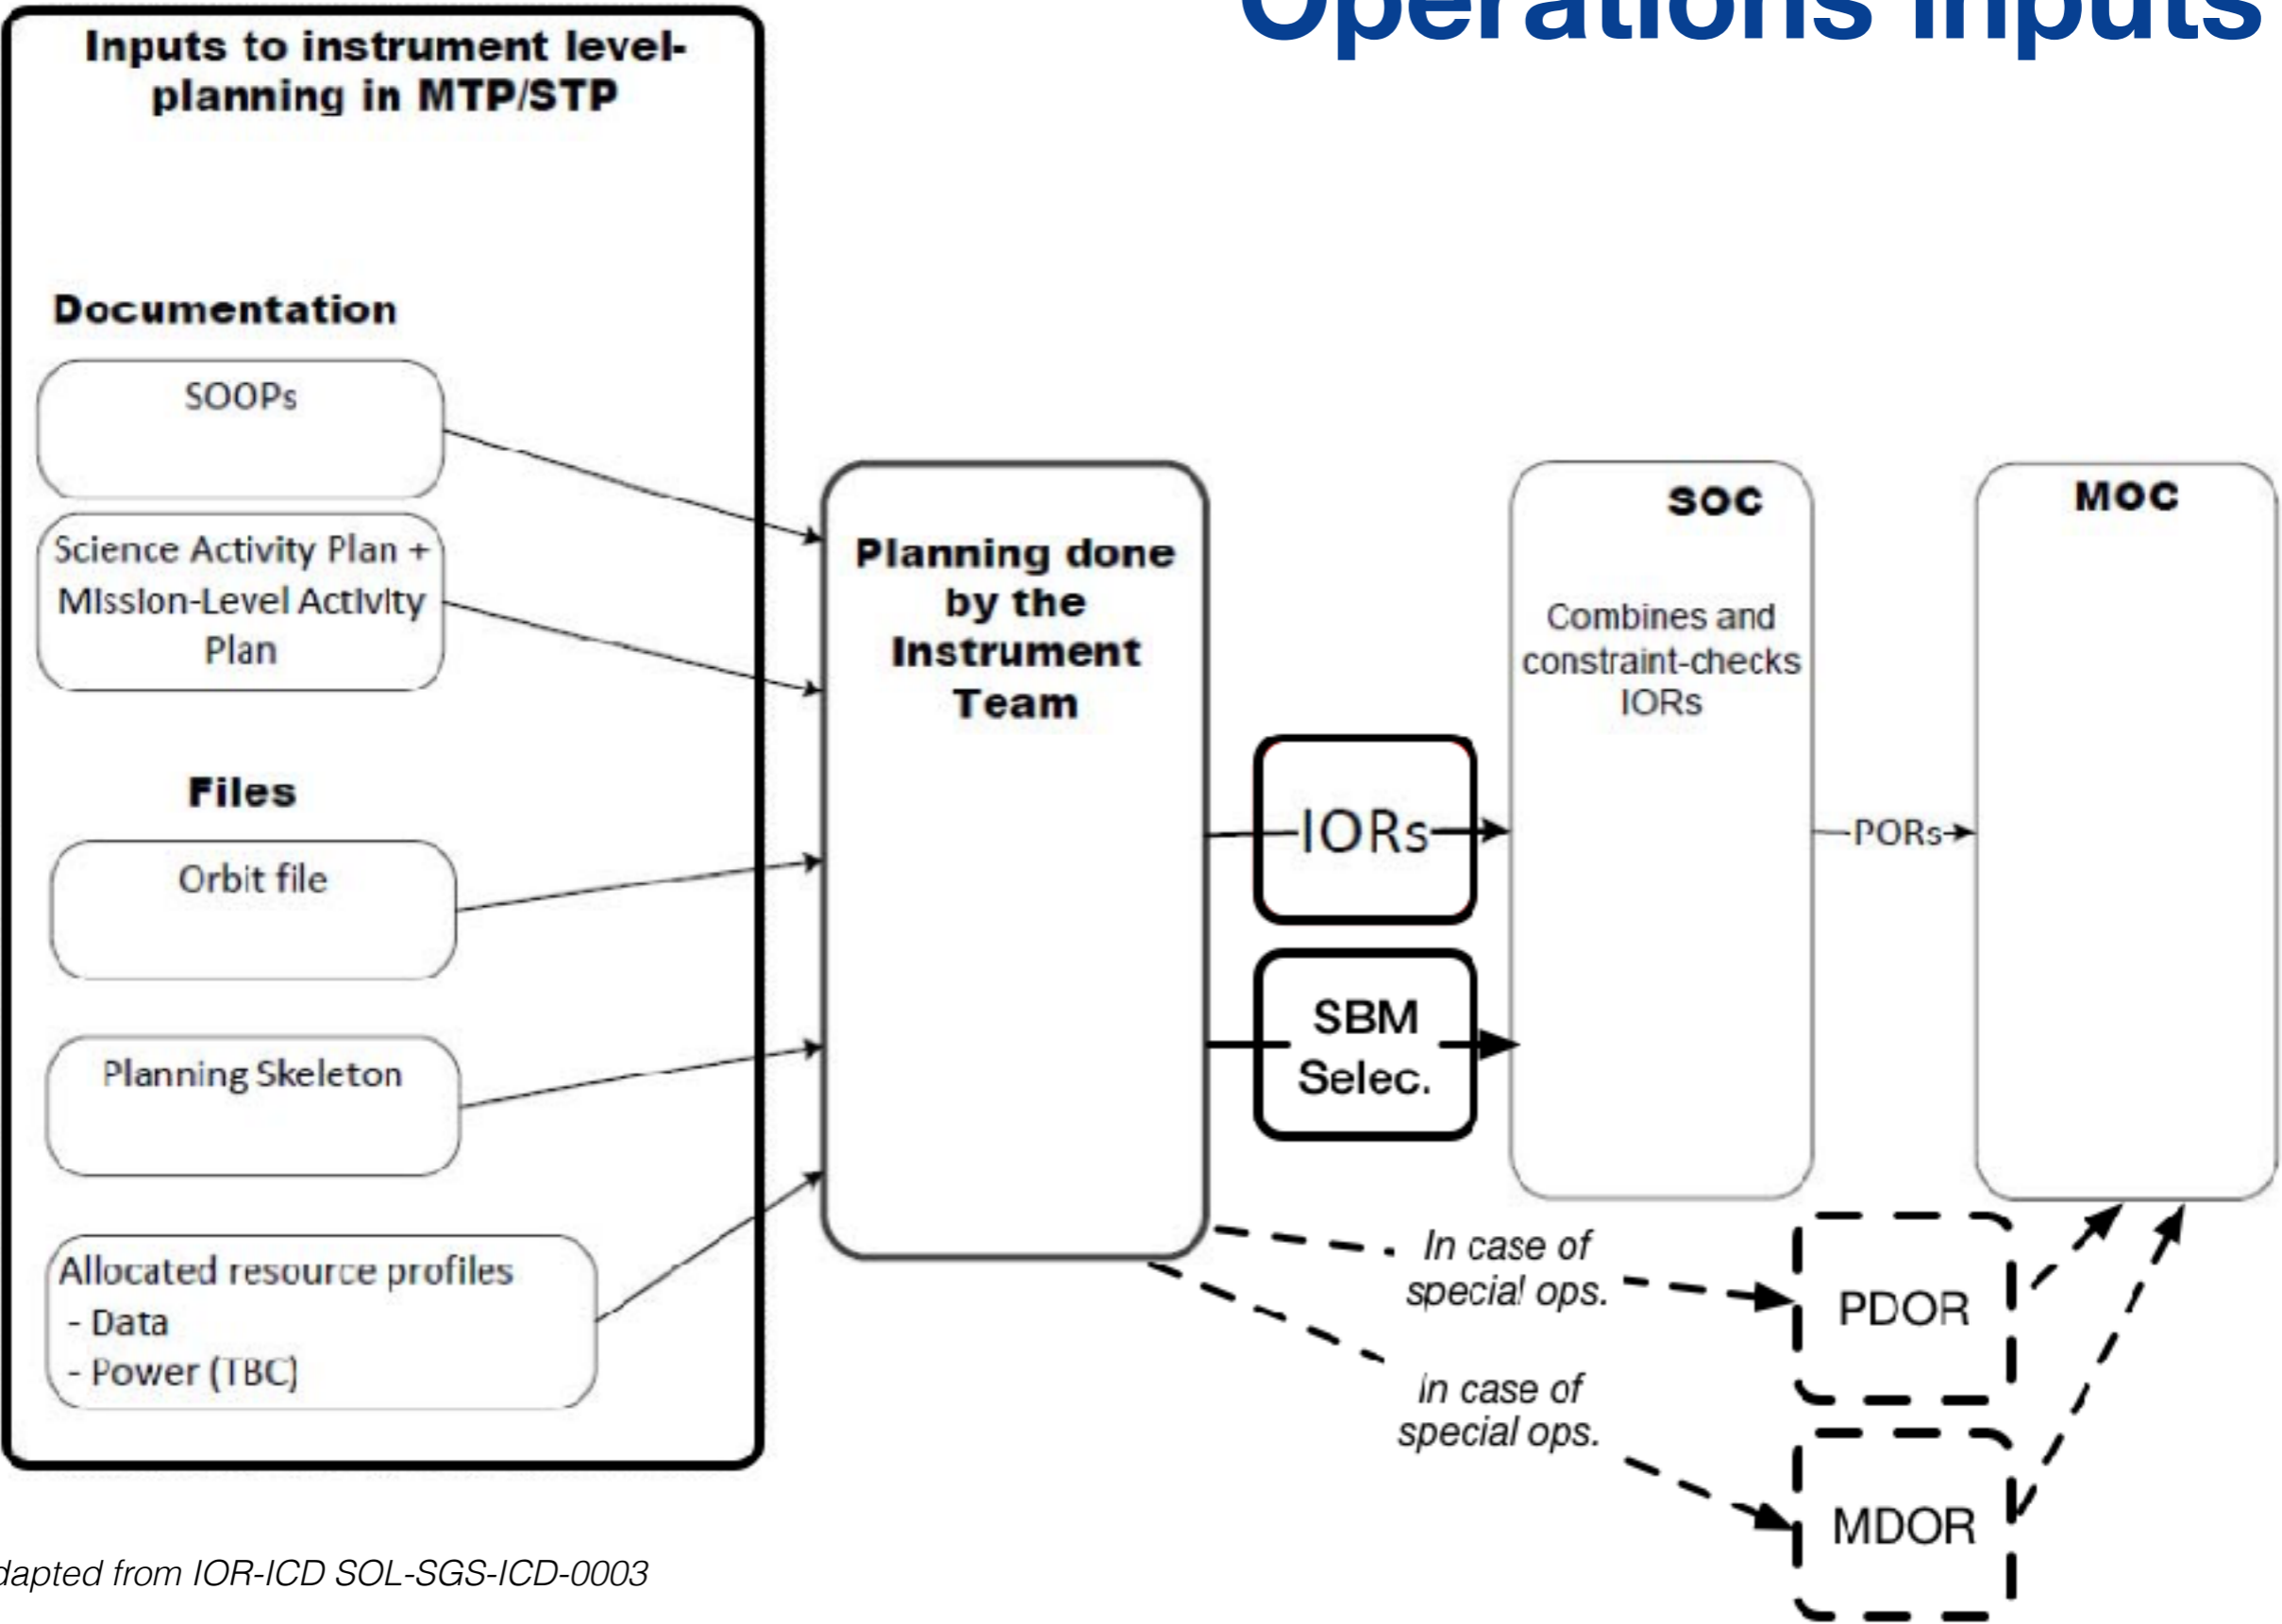 Operations Inputs
Inputs to instrument level-
planning in MTP/STP
Documentation
SOOPs
Science Activity Plan +
Mission-Level Activity
Plan
Files
Orbit file
Planning Skeleton
Allocated resource profiles
- Data
- Power (TBC)
Planning done
by the
Instrument
Team
IORs
SBM
Selec.
SOC
Combines and
constraint-checks
IORs
PORs
MOC
In case of
special ops.
PDOR
In case of
special ops.
MDOR
dapted from IOR-ICD SOL-SGS-ICD-0003